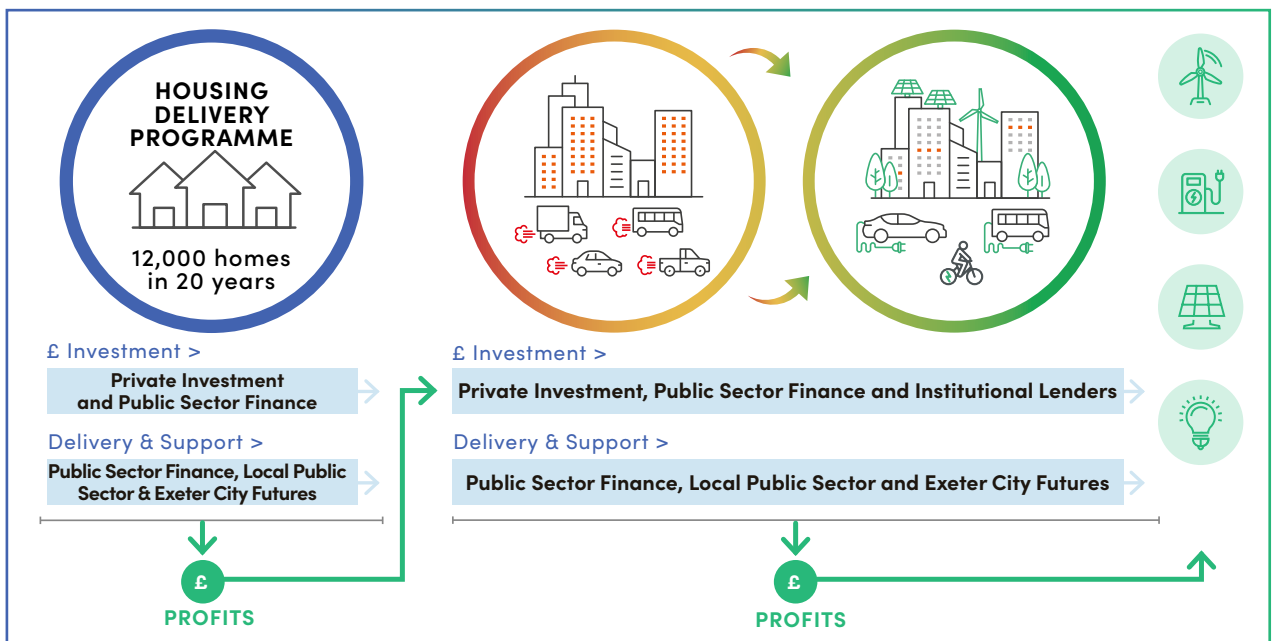 HOUSING
DELIVERY
PROGRAMME
12,000 homes
in 20 years
£ Investment >
Private Investment
and Public Sector Finance
Delivery & Support >
Public Sector Finance, Local Public
Sector & Exeter City Futures
£
PROFITS
£ Investment >
Private Investment, Public Sector Finance and Institutional Lenders
Delivery & Support >
Public Sector Finance, Local Public Sector and Exeter City Futures
£
PROFITS